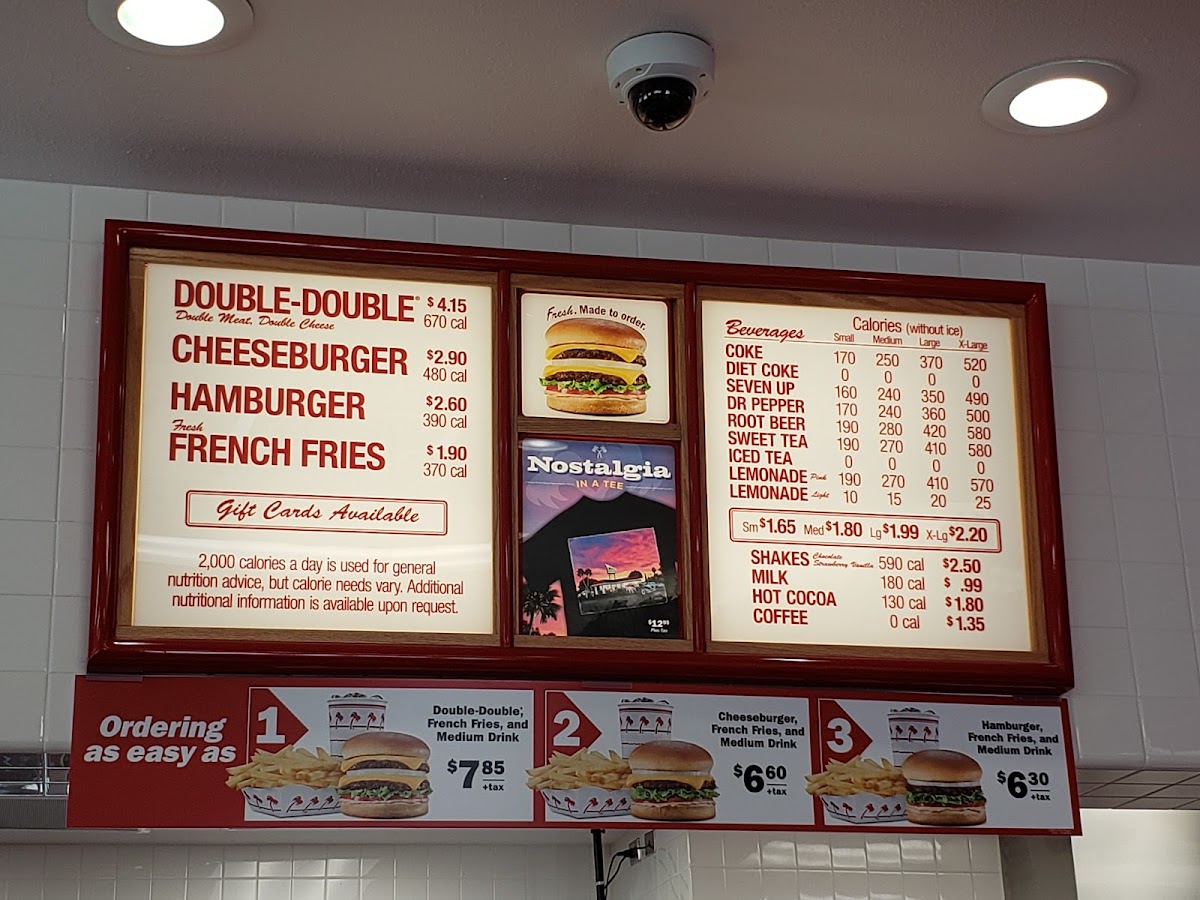 DOUBLE-DOUBLE® $4.15
Double Meat, Double Cheese 670 cal
CHEESEBURGER $2.90
480 cal
HAMBURGER $2.60
390 cal
Fresh
FRENCH FRIES $1.90
370 cal
Gift Cards Available
2,000 calories a day is used for general
nutrition advice, but calorie needs vary. Additional
nutritional information is available upon request.
Fresh. Made to order.
Nostalgia
IN A TEE
$12.95
Plus tax
Beverages Calories (without ice)
Small Medium Large X-Large
COKE 170 250 370 520
DIET COKE 0 0 0 0
SEVEN UP 160 240 350 490
DR PEPPER 170 240 360 500
ROOT BEER 190 280 420 580
SWEET TEA 190 270 410 580
ICED TEA 0 0 0 0
LEMONADE Pink 190 270 410 570
LEMONADE Light 10 15 20 25
Sm $1.65 Med $1.80 Lg $1.99 X-Lg $2.20
SHAKES Chocolate Strawberry Vanilla 590 cal $2.50
MILK 180 cal $.99
HOT COCOA 130 cal $1.80
COFFEE 0 cal $1.35
Ordering
as easy as
1
Double-Double®,
French Fries, and
Medium Drink
$7.85
+tax
2
Cheeseburger,
French Fries, and
Medium Drink
$6.60
+tax
3
Hamburger,
French Fries, and
Medium Drink
$6.30
+tax